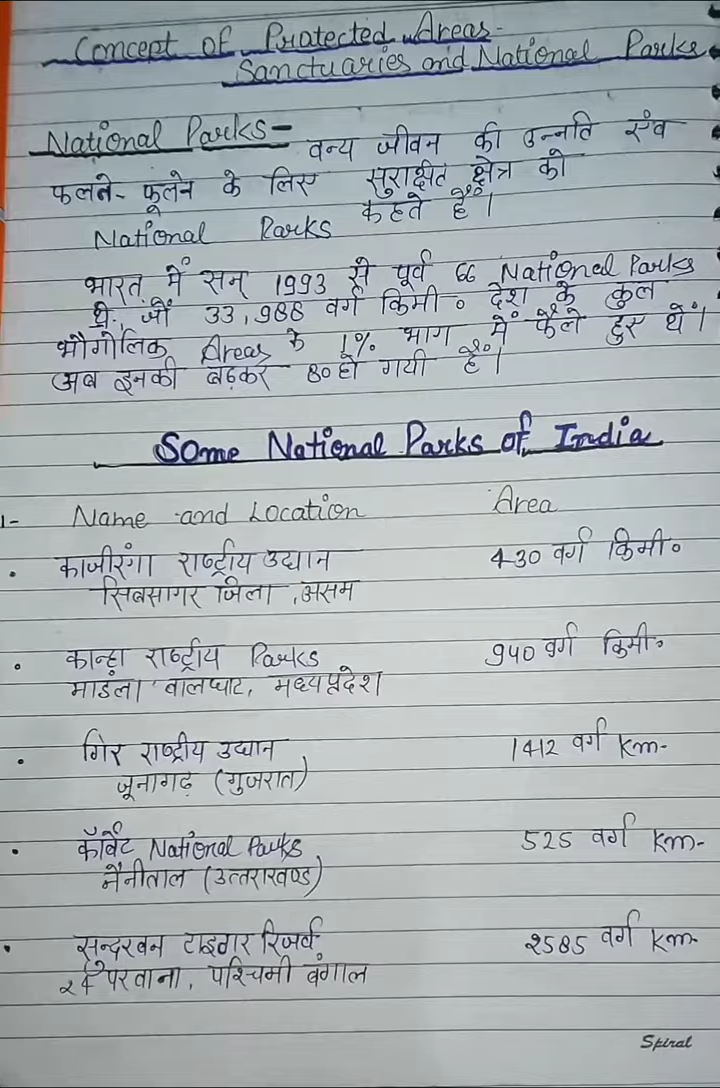 Concept of Protected Areas-
Sanctuaries and National Parks
National Parks- वन्य जीवन की उन्नति एंव
फलने-फूलने के लिए सुरक्षित क्षेत्र को
National Parks कहते हैं।
भारत में सन् 1993 से पूर्व 66 National Parks
थे, जों 33,988 वर्ग किमी० देश के कुल
भौगोलिक Areas के 1% भाग में फैले हुए थें।
अब इनकी बढ़कर 80 हो गयी है।
Some National Parks of India
1- Name and Location Area
• काजीरंगा राष्ट्रीय उद्यान 430 वर्ग किमी०
सिबसागर जिला, असम
• कान्हा राष्ट्रीय Parks 940 वर्ग किमी०
माडंला बालघाट, मध्यप्रदेश
• गिर राष्ट्रीय उद्यान 1412 वर्ग Km-
जूनागढ़ (गुजरात)
• कॉर्बेट National Parks 525 वर्ग Km-
नैनीताल (उत्तराखण्ड)
• सुन्दरबन टाइगर रिजर्व 2585 वर्ग Km-
24 परवाना, पश्चिमी बंगाल
Spiral